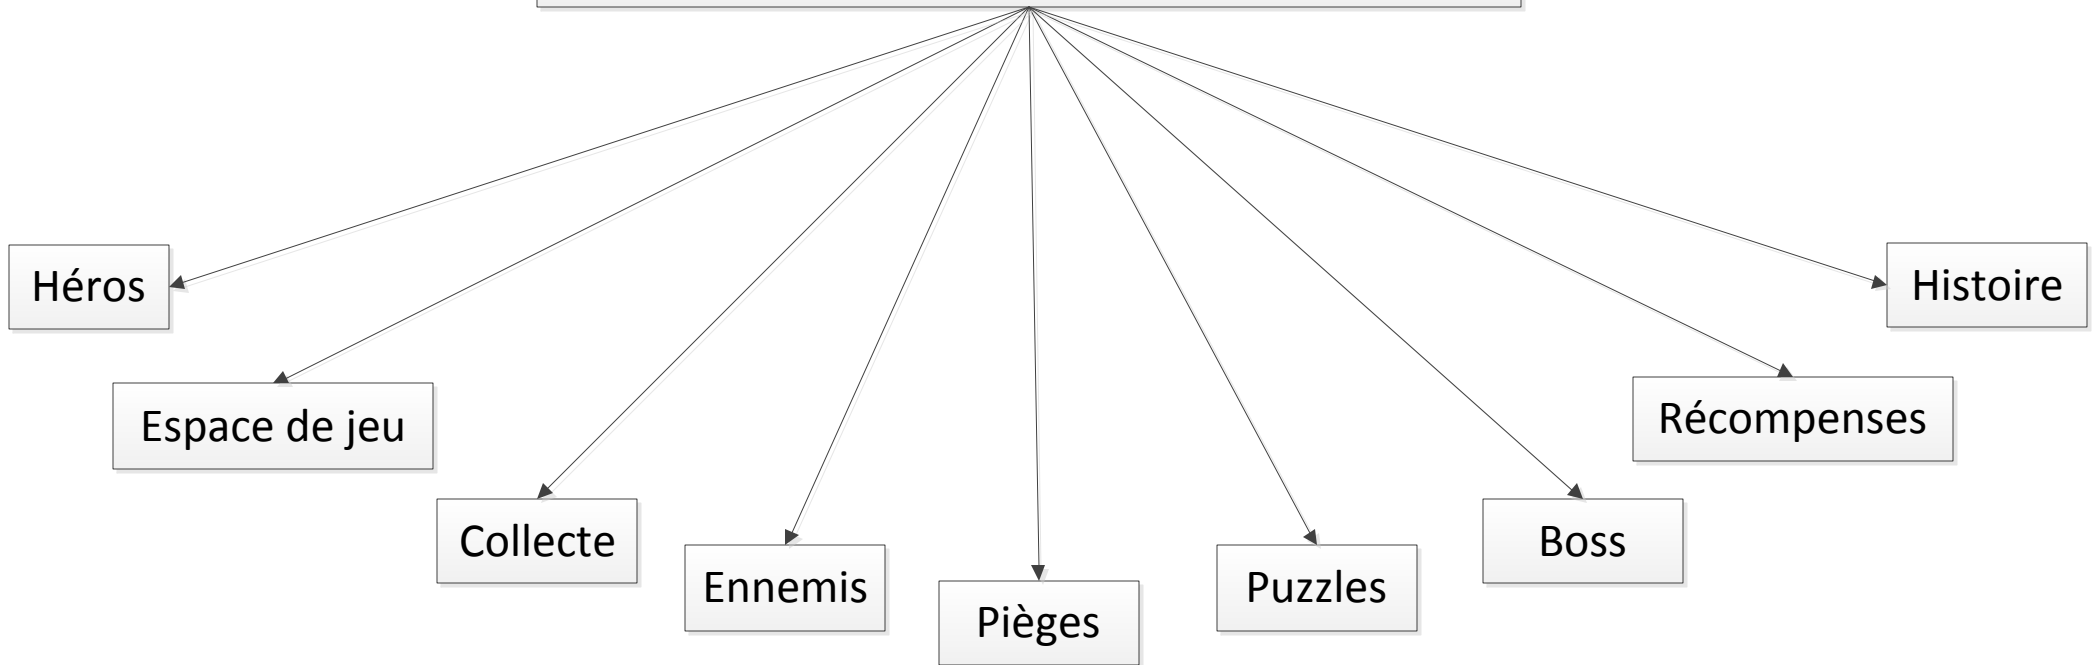 Héros
Histoire
Espace de jeu
Récompenses
Collecte
Boss
Ennemis
Puzzles
Pièges